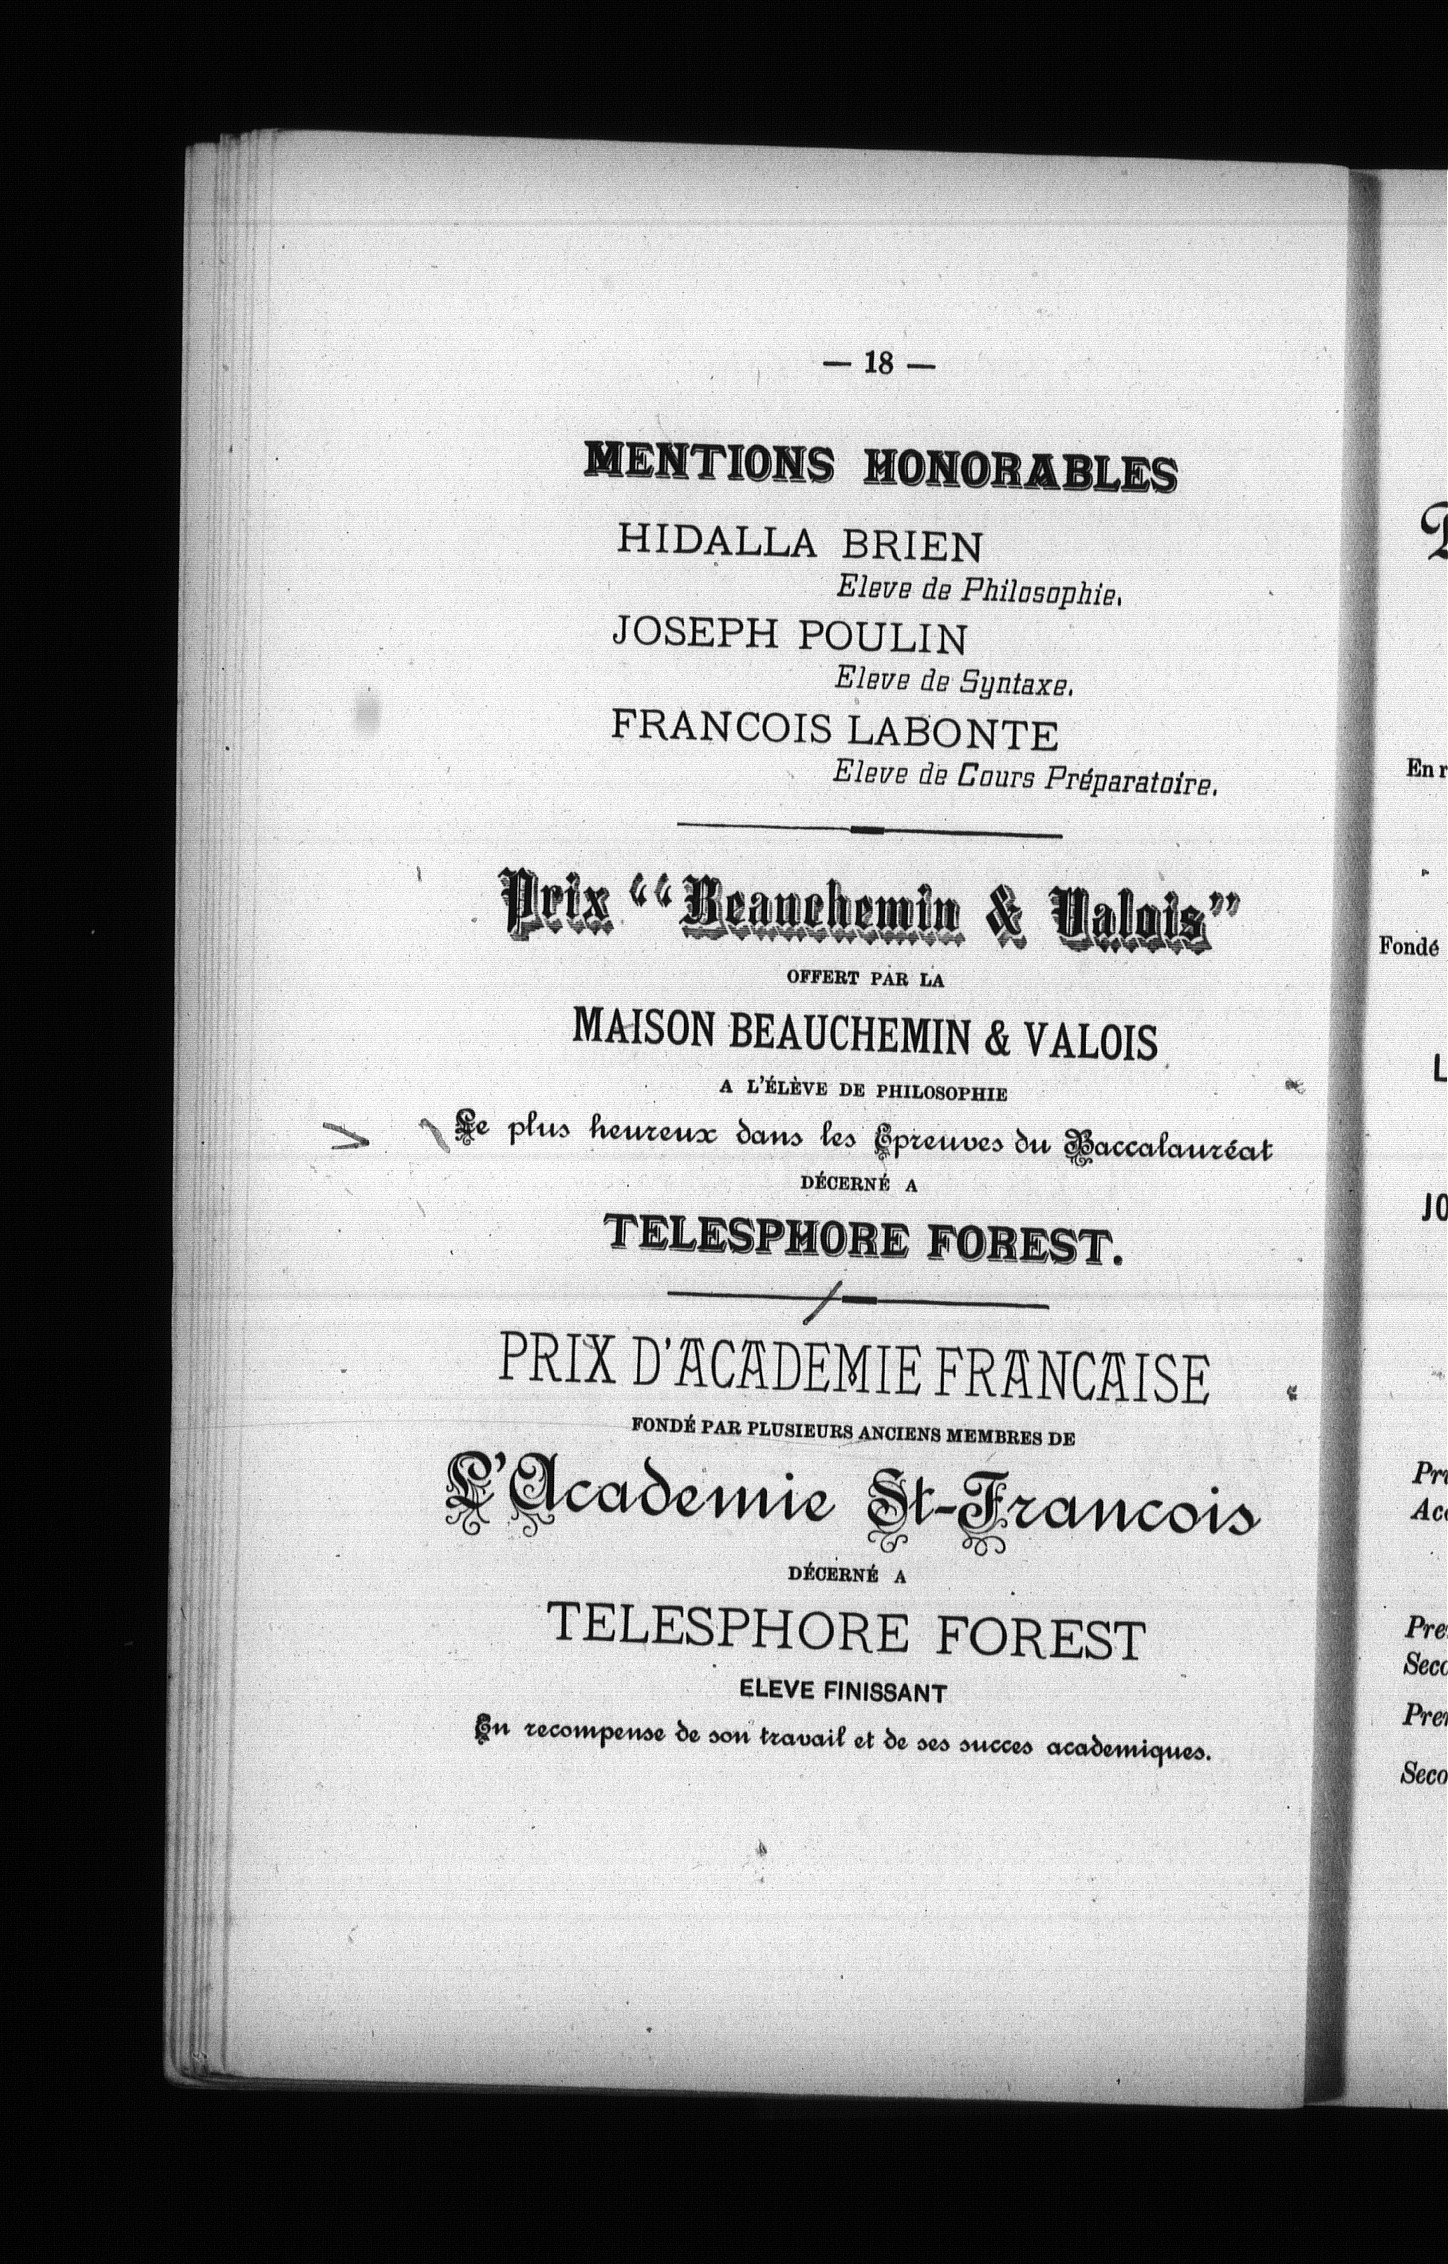 — 18 —
MENTIONS HONORABLES
HIDALLA BRIEN
Eleve de Philosophie.
JOSEPH POULIN
Eleve de Syntaxe.
FRANCOIS LABONTE
Eleve de Cours Préparatoire.
Prix “Beauchemin & Valois”
OFFERT PAR LA
MAISON BEAUCHEMIN & VALOIS
A L'ÉLÈVE DE PHILOSOPHIE
Le plus heureux dans les Epreuves du Baccalauréat
DÉCERNÉ A
TELESPHORE FOREST.
PRIX D'ACADEMIE FRANCAISE
FONDÉ PAR PLUSIEURS ANCIENS MEMBRES DE
L'Academie St-Francois
DÉCERNÉ A
TELESPHORE FOREST
ELEVE FINISSANT
En recompense de son travail et de ses succes academiques.
En
Fondé